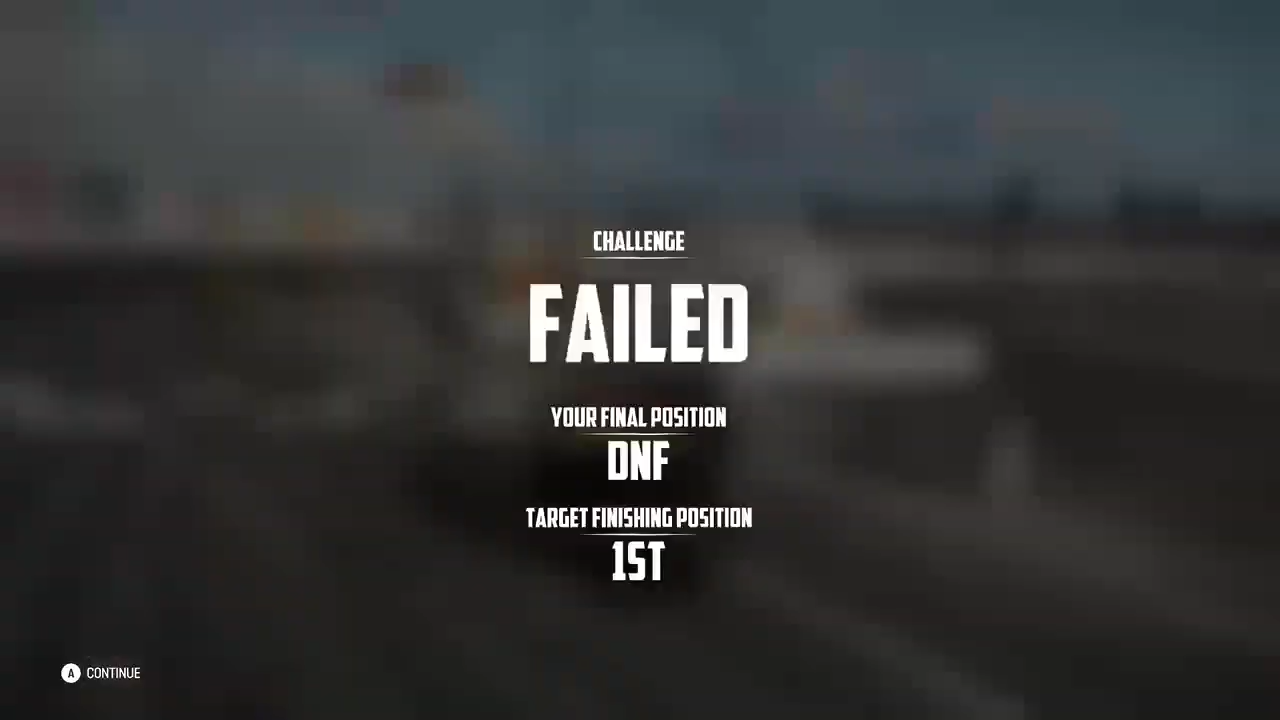 CHALLENGE
FAILED
YOUR FINAL POSITION
DNF
TARGET FINISHING POSITION
1ST
A CONTINUE